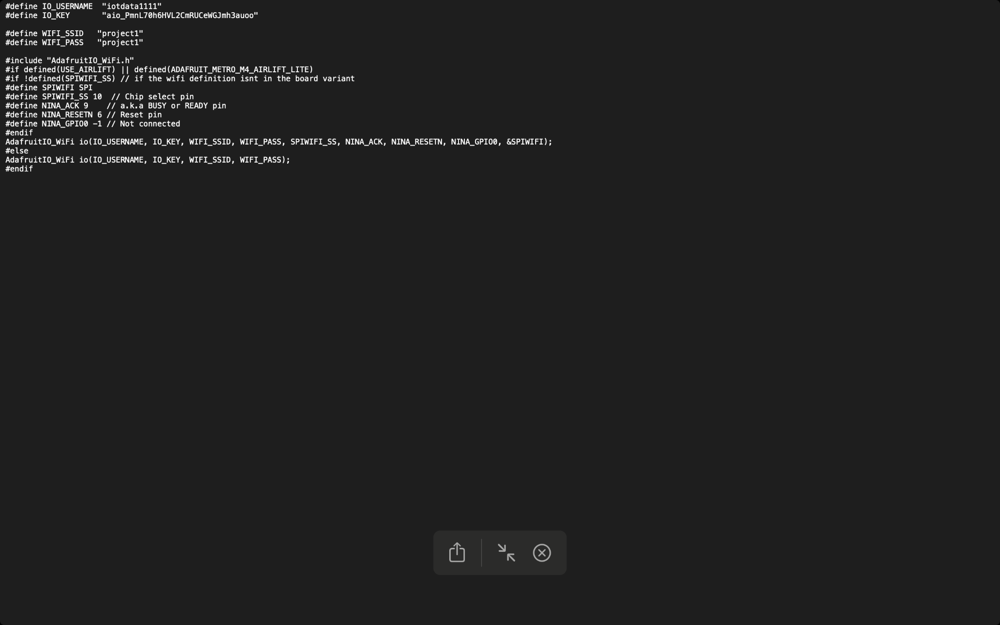 #define IO_USERNAME  "iotdata1111"
#define IO_KEY       "aio_PmnL70h6HVL2CmRUCeWGJmh3auoo"

#define WIFI_SSID   "project1"
#define WIFI_PASS   "project1"

#include "AdafruitIO_WiFi.h"
#if defined(USE_AIRLIFT) || defined(ADAFRUIT_METRO_M4_AIRLIFT_LITE)
#if !defined(SPIWIFI_SS) // if the wifi definition isnt in the board variant
#define SPIWIFI SPI
#define SPIWIFI_SS 10  // Chip select pin
#define NINA_ACK 9    // a.k.a BUSY or READY pin
#define NINA_RESETN 6 // Reset pin
#define NINA_GPIO0 -1 // Not connected
#endif
AdafruitIO_WiFi io(IO_USERNAME, IO_KEY, WIFI_SSID, WIFI_PASS, SPIWIFI_SS, NINA_ACK, NINA_RESETN, NINA_GPIO0, &SPIWIFI);
#else
AdafruitIO_WiFi io(IO_USERNAME, IO_KEY, WIFI_SSID, WIFI_PASS);
#endif